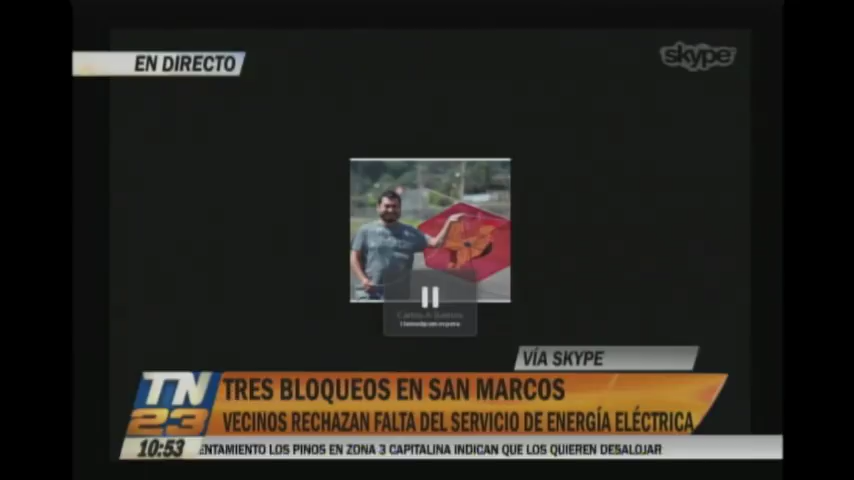 EN DIRECTO
skype
VÍA SKYPE
TN
23
TRES BLOQUEOS EN SAN MARCOS
VECINOS RECHAZAN FALTA DEL SERVICIO DE ENERGÍA ELÉCTRICA
10:53
ENTAMIENTO LOS PINOS EN ZONA 3 CAPITALINA INDICAN QUE LOS QUIEREN DESALOJAR